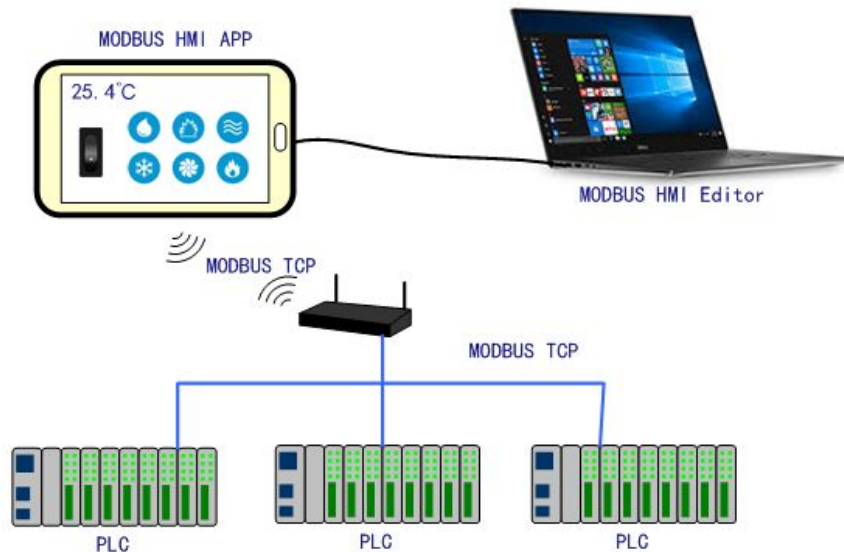 MODBUS HMI APP
25.4℃
MODBUS HMI Editor
MODBUS TCP
MODBUS TCP
PLC
PLC
PLC